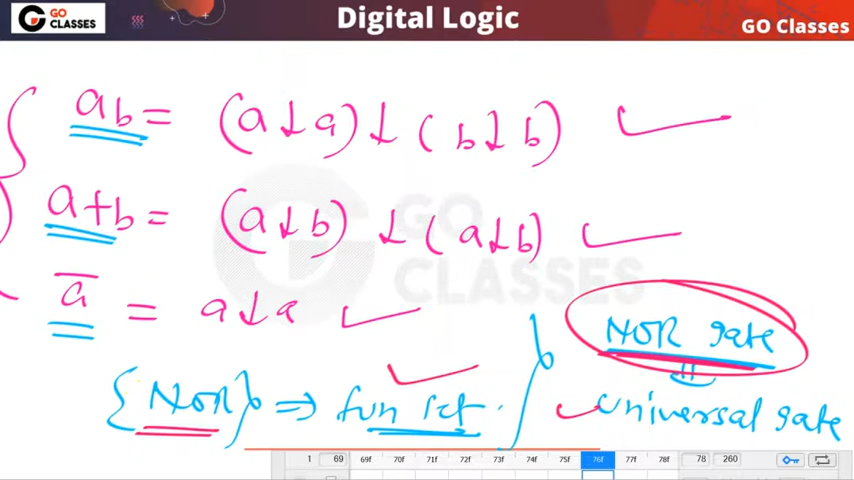 GO CLASSES
Digital Logic
GO Classes
ab = (a↓a)↓(b↓b)
a+b = (a↓b)↓(a↓b)
GO CLASSES
a̅ = a↓a
NOR gate
{NOR} ⇒ fun set.
universal gate
1 69 69f 70f 71f 72f 73f 74f 75f 76f 77f 78f 78 260